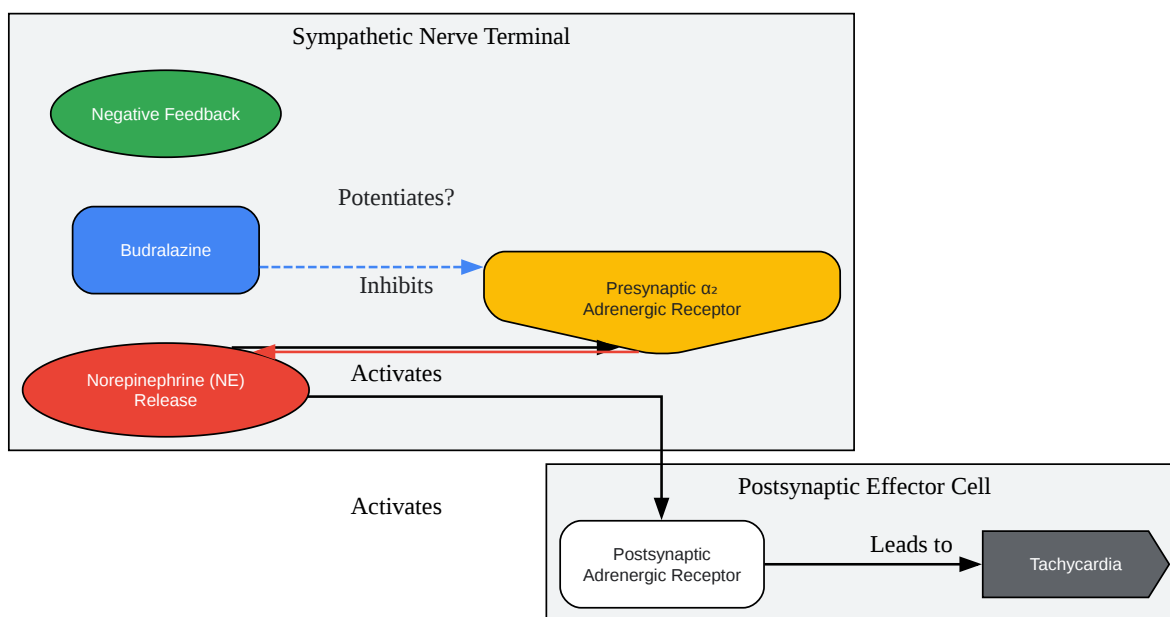 Sympathetic Nerve Terminal
Negative Feedback
Potentiates?
Budralazine
Inhibits
Presynaptic α₂
Adrenergic Receptor
Activates
Norepinephrine (NE)
Release
Activates
Postsynaptic Effector Cell
Postsynaptic
Adrenergic Receptor
Leads to
Tachycardia